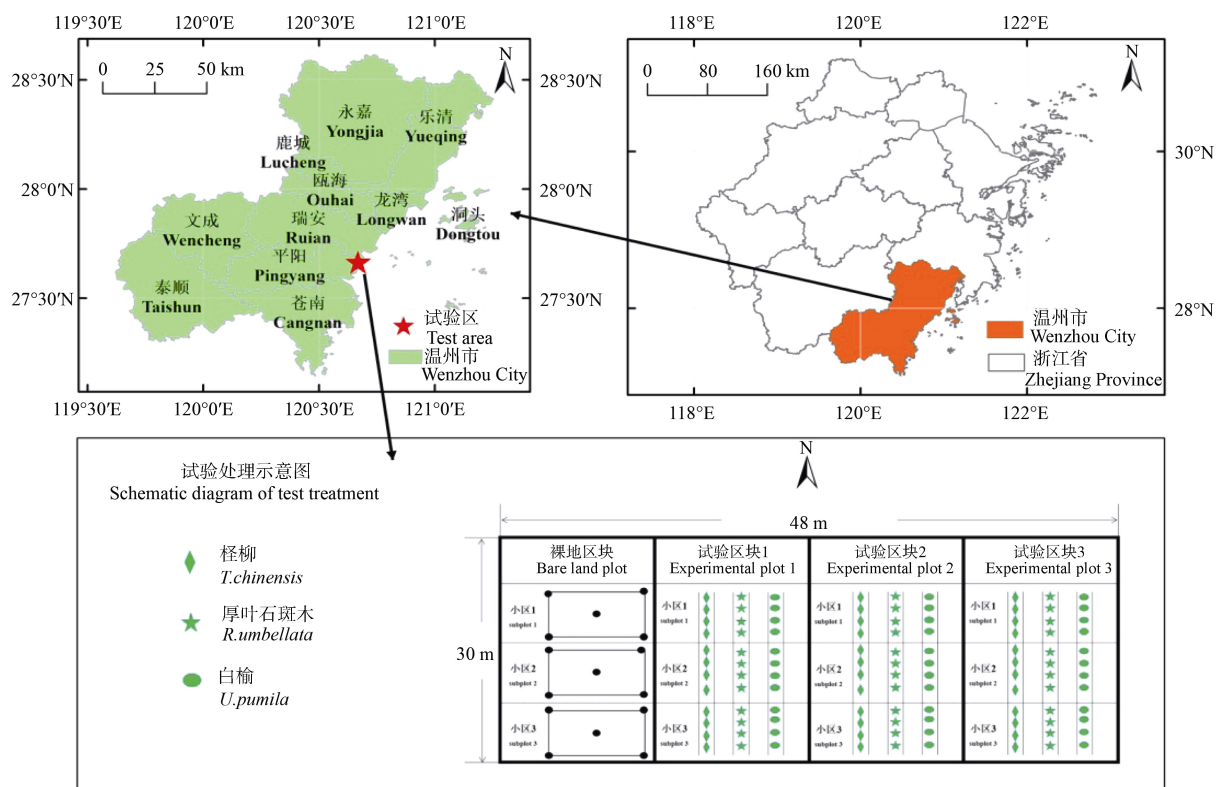 119°30′E
120°0′E
120°30′E
121°0′E
28°30′N
28°0′N
27°30′N
0 25 50 km
N
永嘉
Yongjia
乐清
Yueqing
鹿城
Lucheng
瓯海
Ouhai
龙湾
Longwan
洞头
Dongtou
文成
Wencheng
瑞安
Ruian
平阳
Pingyang
泰顺
Taishun
苍南
Cangnan
试验区
Test area
温州市
Wenzhou City
28°30′N
28°0′N
27°30′N
119°30′E
120°0′E
120°30′E
121°0′E
118°E
120°E
122°E
0 80 160 km
N
30°N
28°N
温州市
Wenzhou City
浙江省
Zhejiang Province
118°E
120°E
122°E
试验处理示意图
Schematic diagram of test treatment
柽柳
T.chinensis
厚叶石斑木
R.umbellata
白榆
U.pumila
N
48 m
30 m
裸地区块
Bare land plot
小区1
subplot 1
小区2
subplot 2
小区3
subplot 3
试验区块1
Experimental plot 1
小区1
subplot 1
小区2
subplot 2
小区3
subplot 3
试验区块2
Experimental plot 2
小区1
subplot 1
小区2
subplot 2
小区3
subplot 3
试验区块3
Experimental plot 3
小区1
subplot 1
小区2
subplot 2
小区3
subplot 3